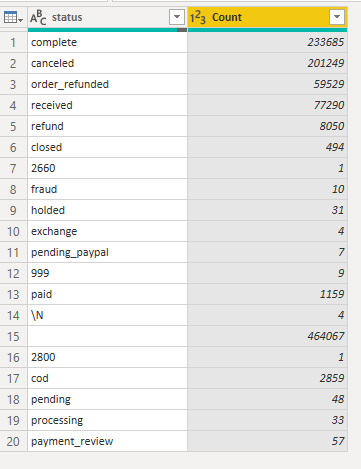 ABC status 123 Count
1 complete 233685
2 canceled 201249
3 order_refunded 59529
4 received 77290
5 refund 8050
6 closed 494
7 2660 1
8 fraud 10
9 holded 31
10 exchange 4
11 pending_paypal 7
12 999 9
13 paid 1159
14 \N 4
15 464067
16 2800 1
17 cod 2859
18 pending 48
19 processing 33
20 payment_review 57